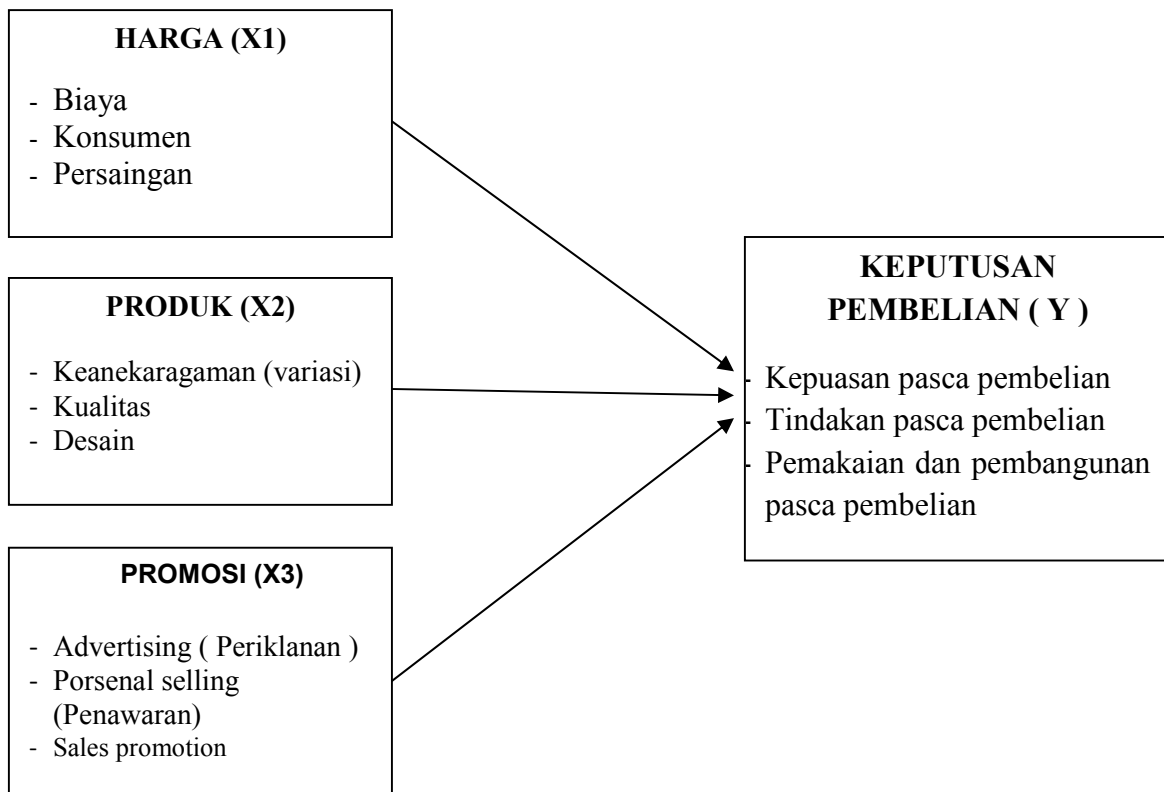 HARGA (X1)
- Biaya
- Konsumen
- Persaingan
PRODUK (X2)
- Keanekaragaman (variasi)
- Kualitas
- Desain
PROMOSI (X3)
- Advertising ( Periklanan )
- Porsenal selling
(Penawaran)
- Sales promotion
KEPUTUSAN
PEMBELIAN ( Y )
- Kepuasan pasca pembelian
- Tindakan pasca pembelian
- Pemakaian dan pembangunan
pasca pembelian